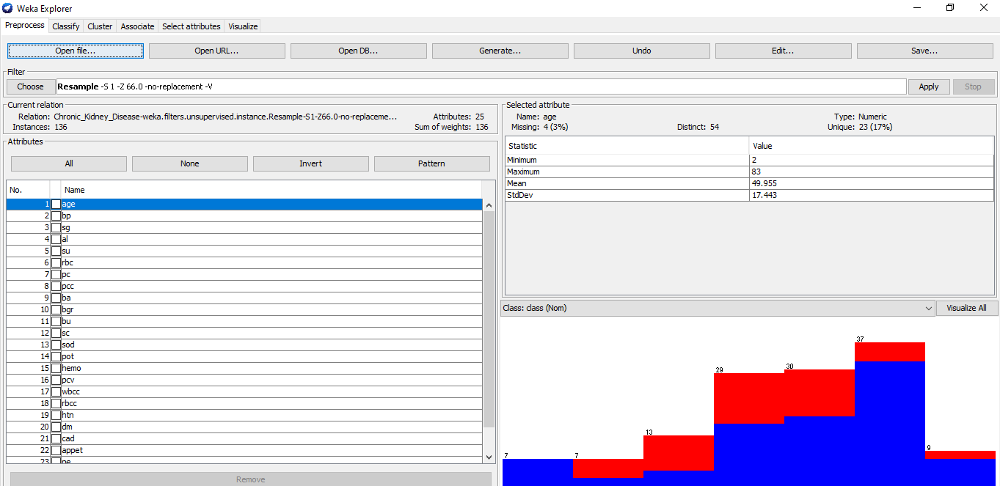 Weka Explorer
Preprocess Classify Cluster Associate Select attributes Visualize
Open file... Open URL... Open DB... Generate... Undo Edit... Save...
Filter
Choose Resample -S 1 -Z 66.0 -no-replacement -V Apply Stop
Current relation
Relation: Chronic_Kidney_Disease-weka.filters.unsupervised.instance.Resample-S1-Z66.0-no-replaceme... Attributes: 25
Instances: 136 Sum of weights: 136
Attributes
All None Invert Pattern
No. Name
1 age
2 bp
3 sg
4 al
5 su
6 rbc
7 pc
8 pcc
9 ba
10 bgr
11 bu
12 sc
13 sod
14 pot
15 hemo
16 pcv
17 wbcc
18 rbcc
19 htn
20 dm
21 cad
22 appet
23 pe
Remove
Selected attribute
Name: age Type: Numeric
Missing: 4 (3%) Distinct: 54 Unique: 23 (17%)
Statistic Value
Minimum 2
Maximum 83
Mean 49.955
StdDev 17.443
Class: class (Nom) Visualize All
7 7 13 29 30 37 9